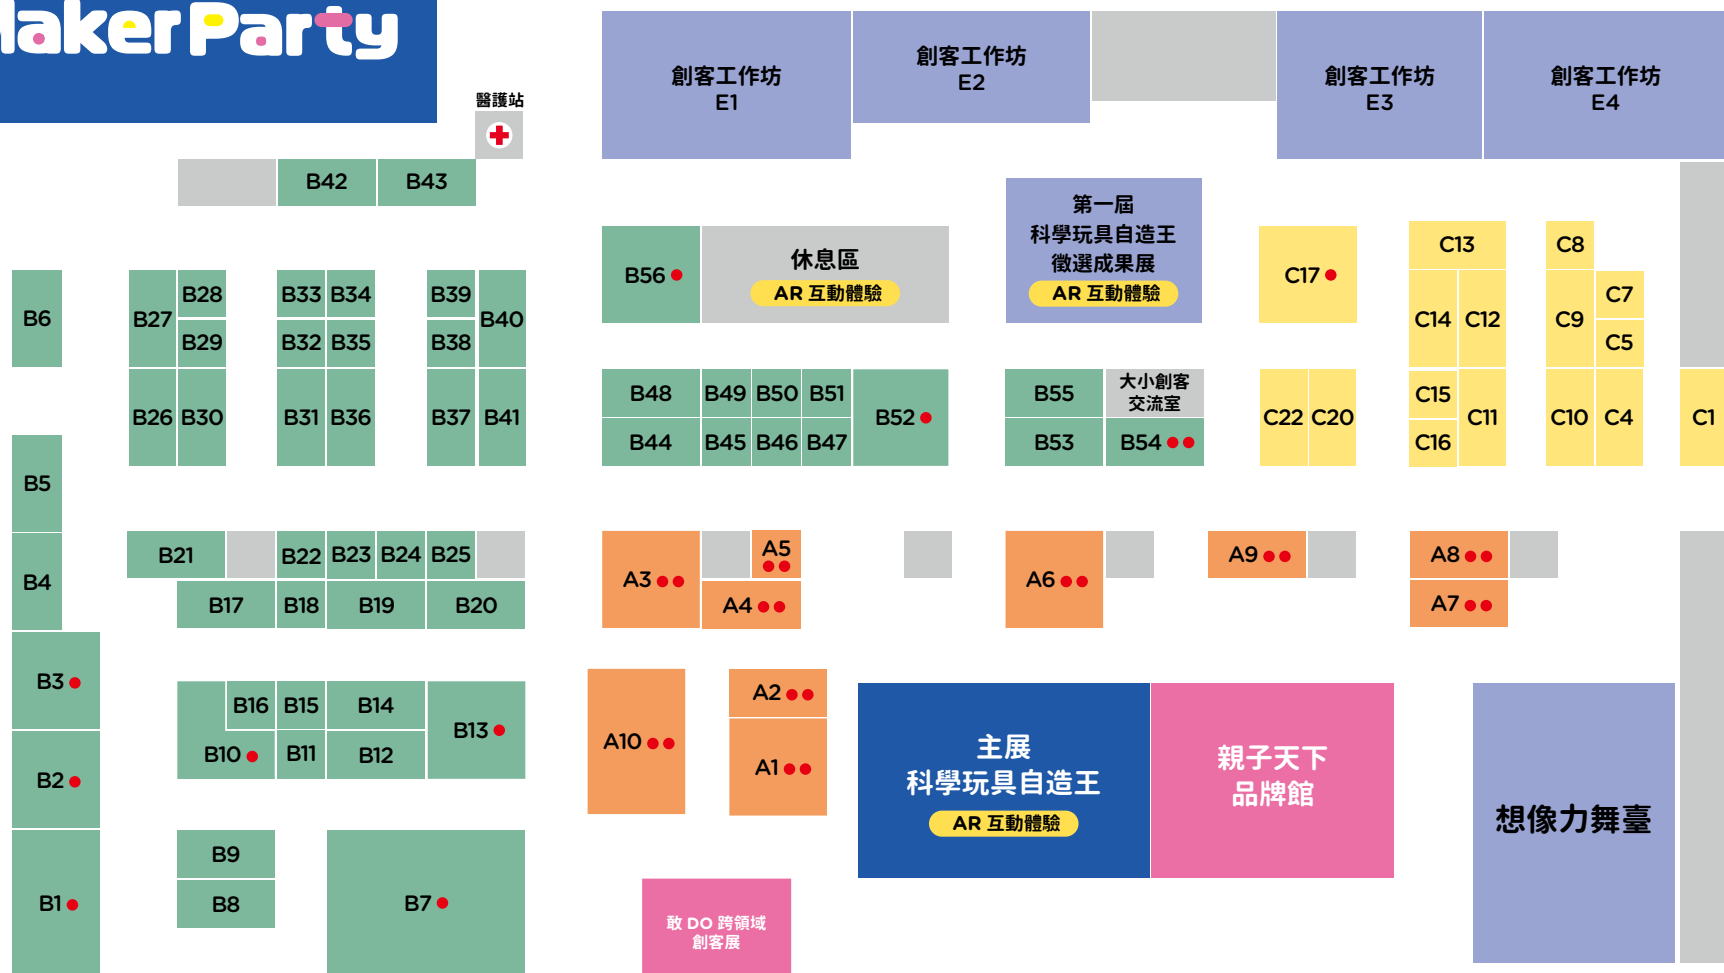 MakerParty
醫護站
創客工作坊
E1
創客工作坊
E2
創客工作坊
E3
創客工作坊
E4
B42
B43
第一屆
科學玩具自造王
徵選成果展
AR 互動體驗
B56
休息區
AR 互動體驗
C17
C13
C8
B6
B27
B28
B29
B33
B34
B32
B35
B39
B38
B40
C14
C12
C9
C7
C5
B26
B30
B31
B36
B37
B41
B48
B49
B50
B51
B52
B44
B45
B46
B47
B55
大小創客
交流室
B53
B54
C22
C20
C15
C16
C11
C10
C4
C1
B5
B4
B21
B22
B23
B24
B25
B17
B18
B19
B20
A3
A5
A4
A6
A9
A8
A7
B3
B2
B1
B16
B15
B14
B13
B10
B11
B12
A10
A2
A1
主展
科學玩具自造王
AR 互動體驗
親子天下
品牌館
想像力舞臺
B9
B8
B7
敢 DO 跨領域
創客展